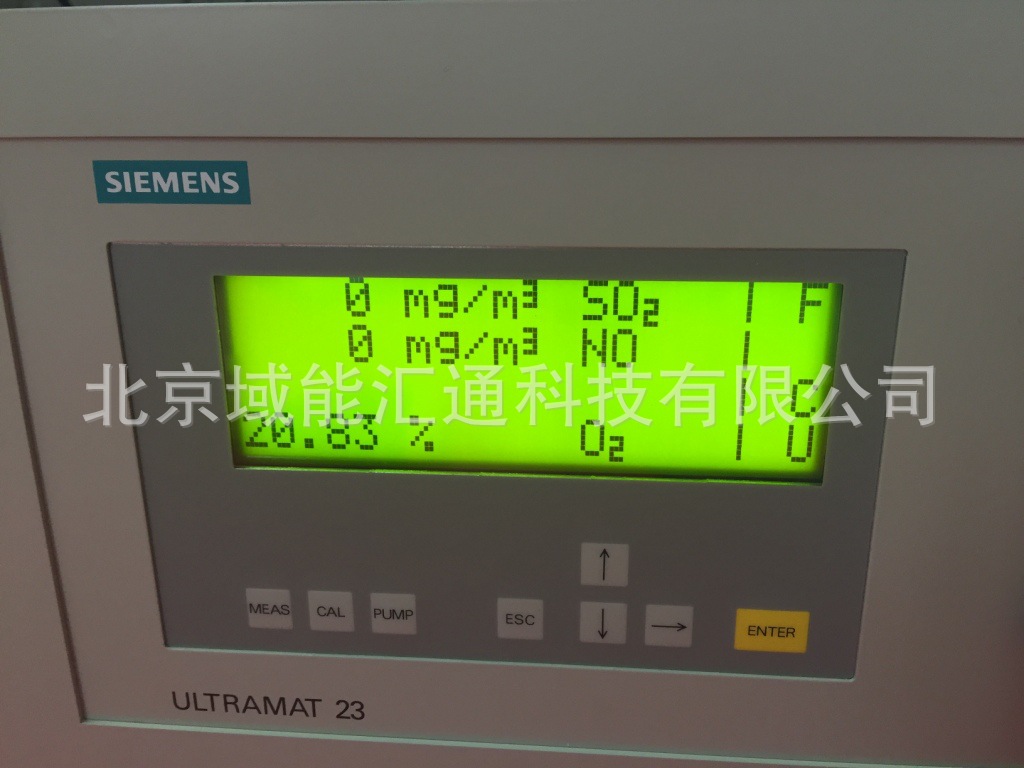 SIEMENS
0 mg/m³ SO₂ | F
0 mg/m³ NO |
| C
20.83 % O₂ | U
北京域能汇通科技有限公司
↑
MEAS CAL PUMP ESC ↓ → ENTER
ULTRAMAT 23